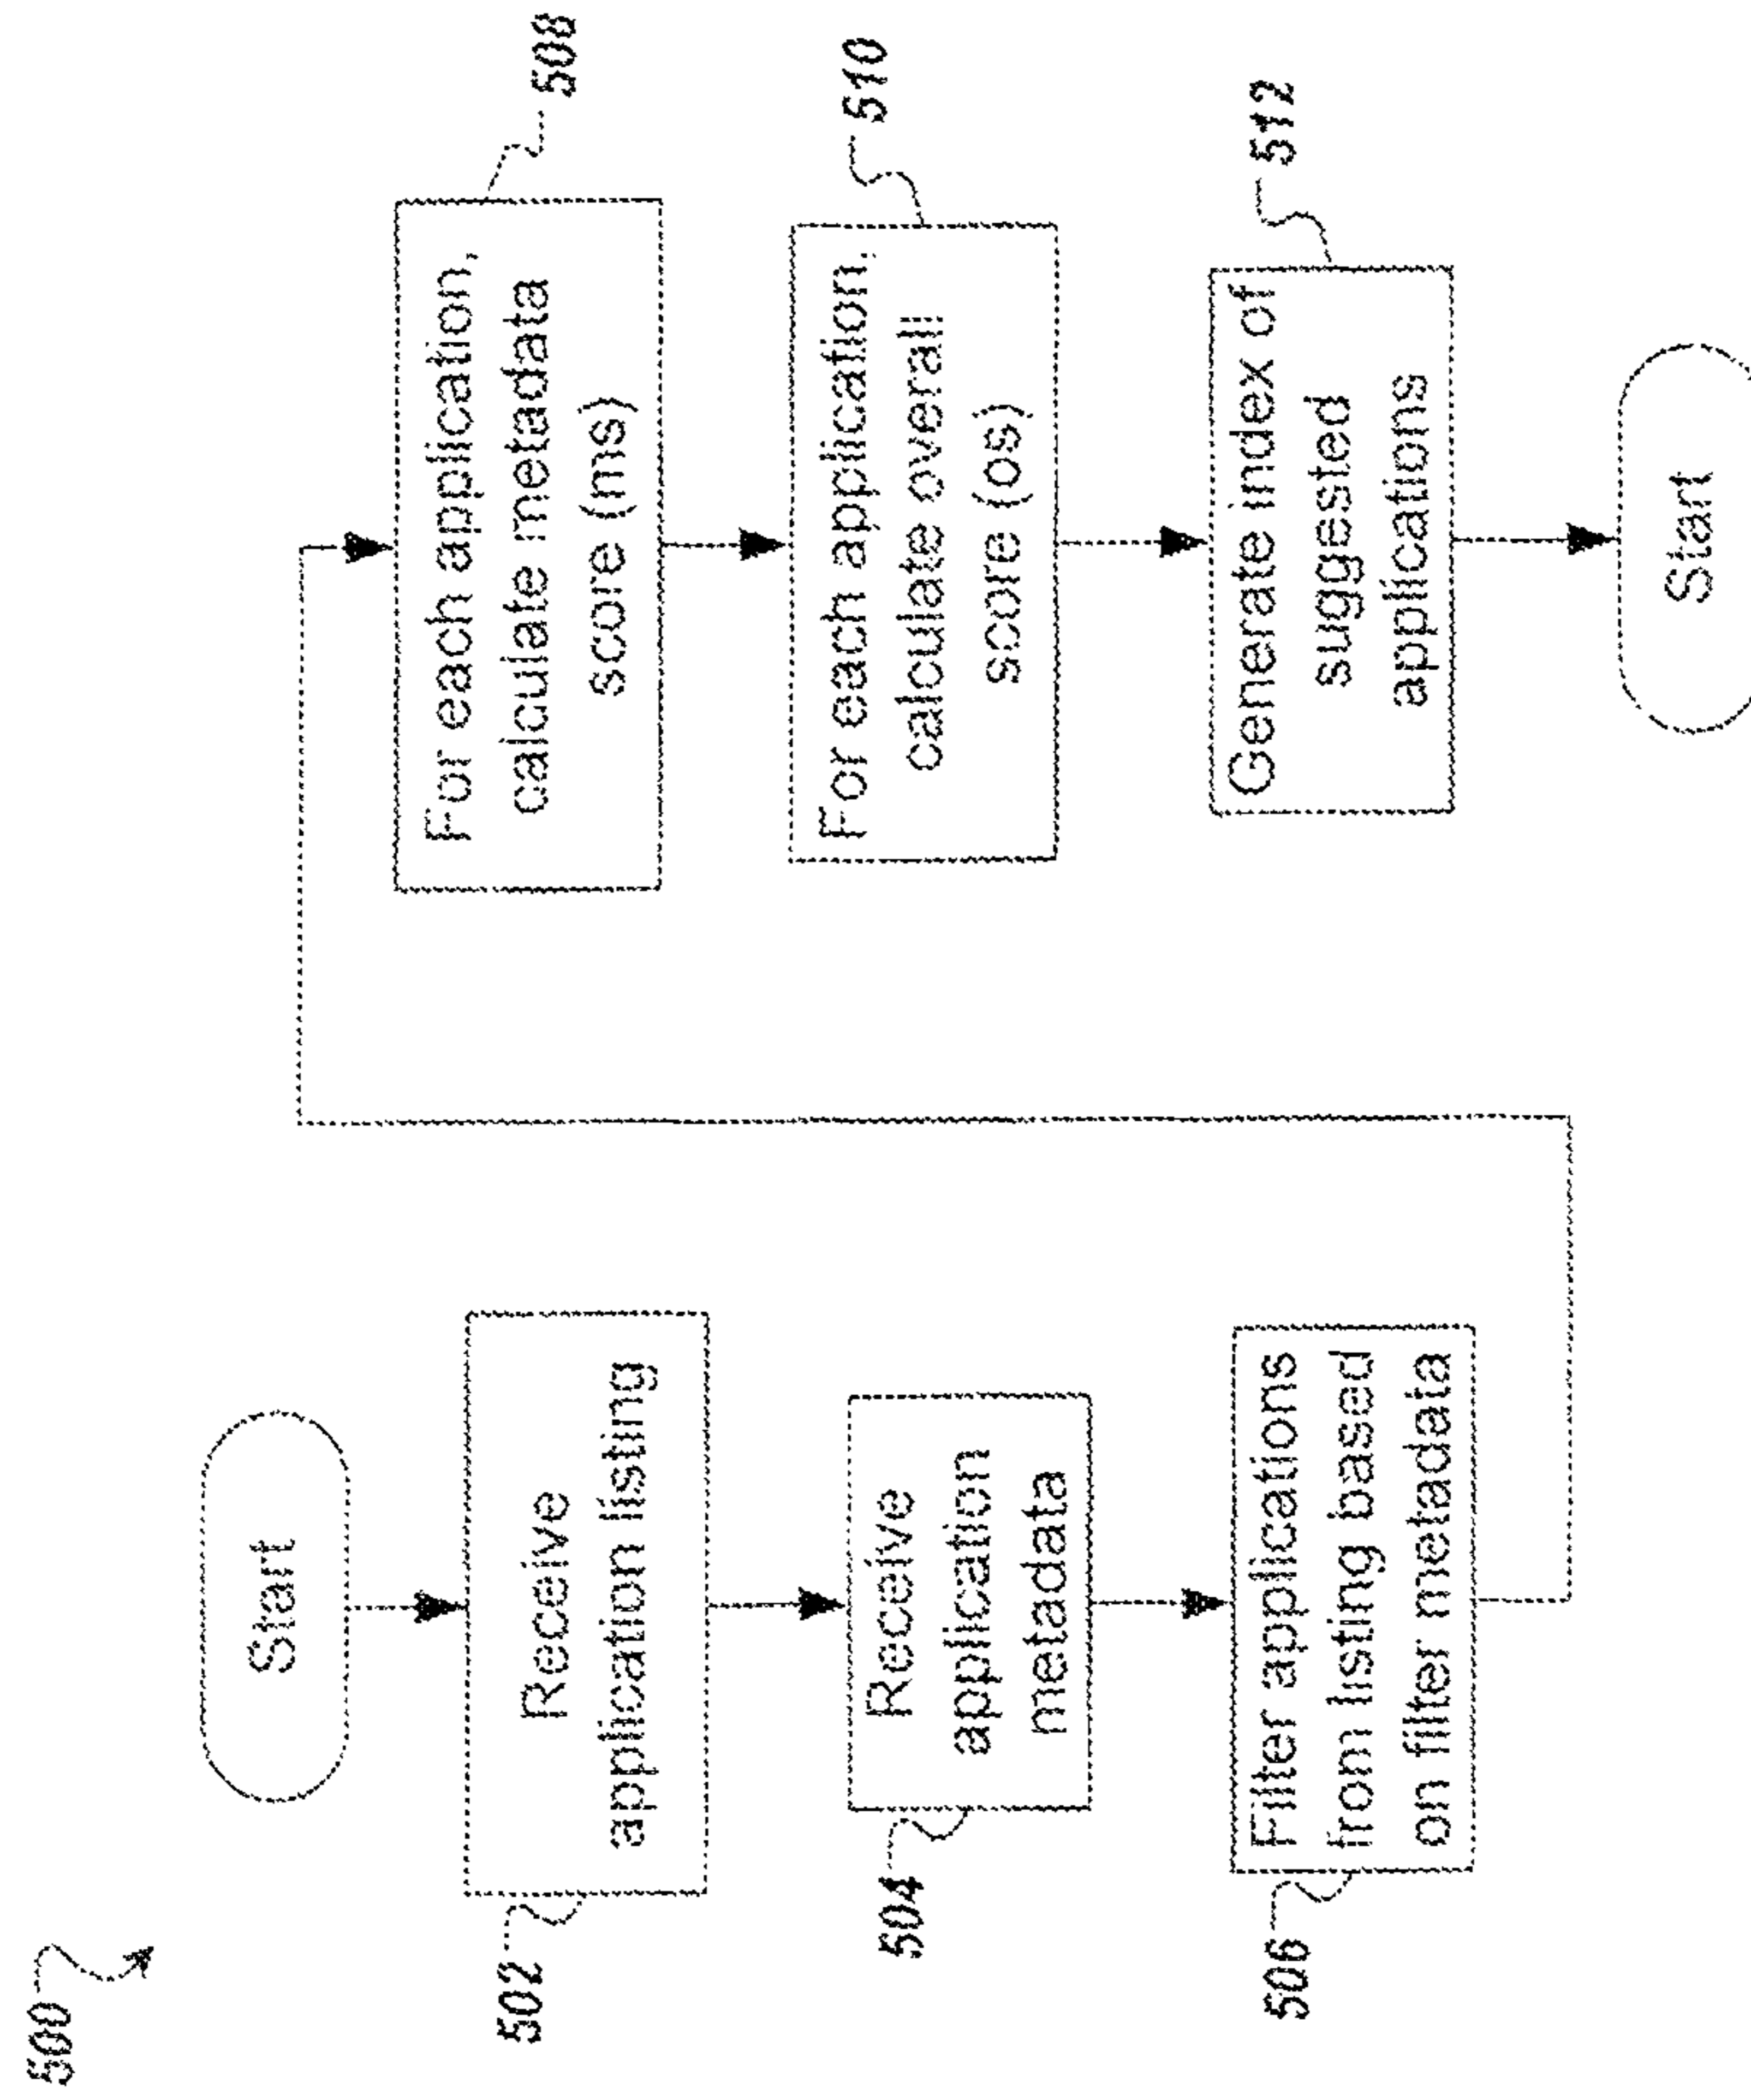 500
Start
502
Receive
application listing
504
Receive
application
metadata
506
Filter applications
from listing based
on filter metadata
For each application,
calculate metadata
score (ms)
508
For each application,
calculate overall
score (os)
510
Generate index of
suggested
applications
512
Start